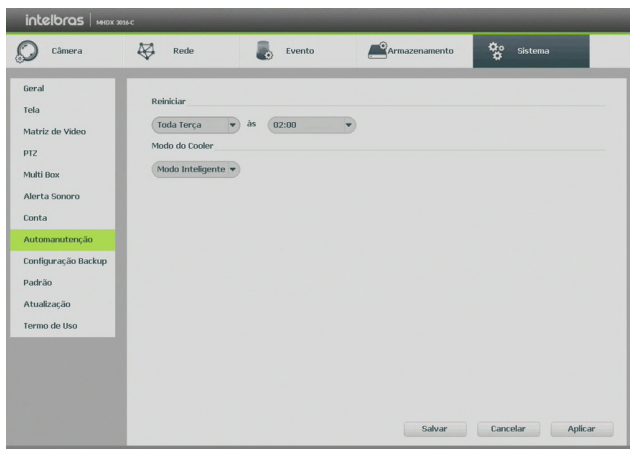 intelbras | MHDX 3016-C
Câmera
Rede
Evento
Armazenamento
Sistema
Geral
Tela
Matriz de Vídeo
PTZ
Multi Box
Alerta Sonoro
Conta
Automanutenção
Configuração Backup
Padrão
Atualização
Termo de Uso
Reiniciar
Toda Terça às 02:00
Modo do Cooler
Modo Inteligente
Salvar
Cancelar
Aplicar